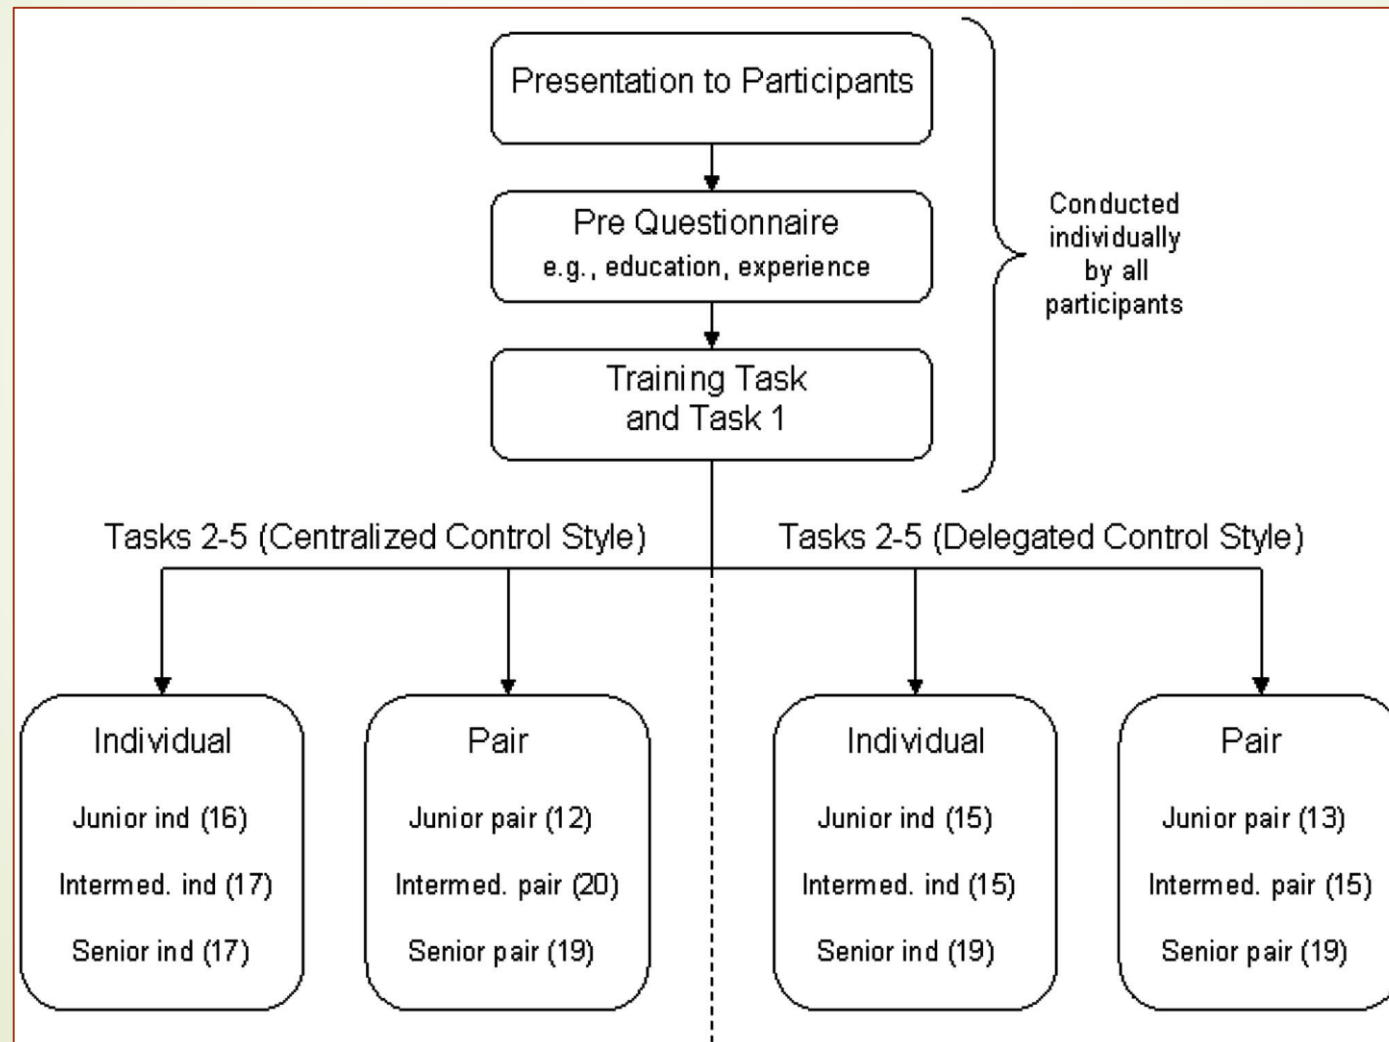 Presentation to Participants
Pre Questionnaire
e.g., education, experience
Training Task
and Task 1
Conducted
individually
by all
participants
Tasks 2-5 (Centralized Control Style)
Tasks 2-5 (Delegated Control Style)
Individual
Junior ind (16)
Intermed. ind (17)
Senior ind (17)
Pair
Junior pair (12)
Intermed. pair (20)
Senior pair (19)
Individual
Junior ind (15)
Intermed. ind (15)
Senior ind (19)
Pair
Junior pair (13)
Intermed. pair (15)
Senior pair (19)